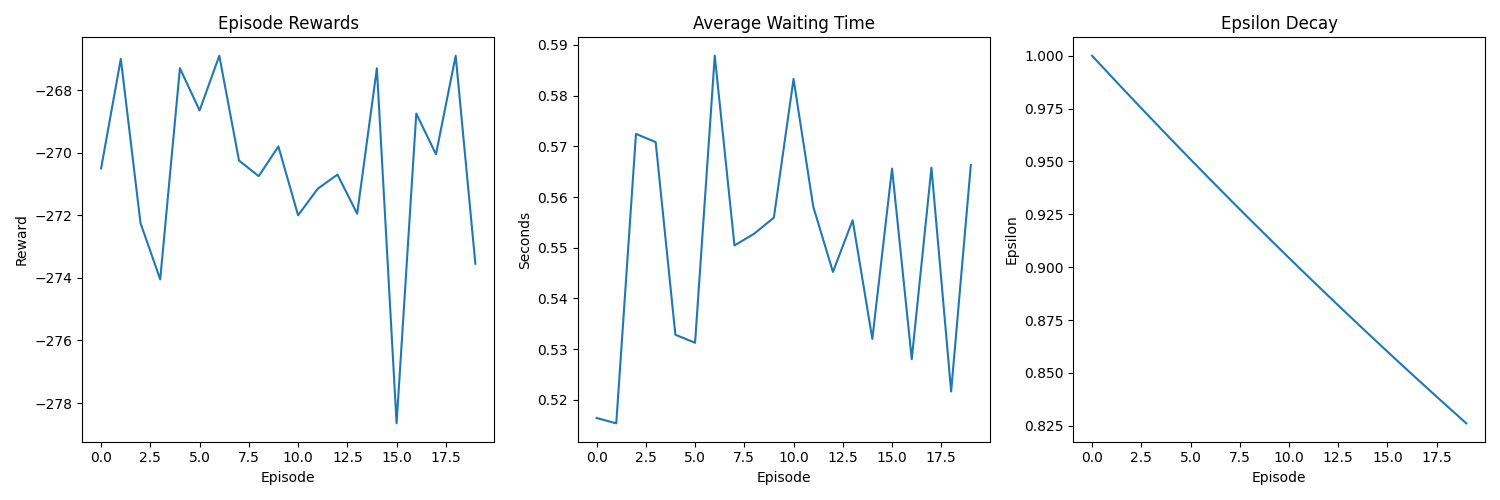 Episode Rewards
Reward
−268
−270
−272
−274
−276
−278
0.0 2.5 5.0 7.5 10.0 12.5 15.0 17.5
Episode
Average Waiting Time
Seconds
0.59
0.58
0.57
0.56
0.55
0.54
0.53
0.52
0.0 2.5 5.0 7.5 10.0 12.5 15.0 17.5
Episode
Epsilon Decay
Epsilon
1.000
0.975
0.950
0.925
0.900
0.875
0.850
0.825
0.0 2.5 5.0 7.5 10.0 12.5 15.0 17.5
Episode